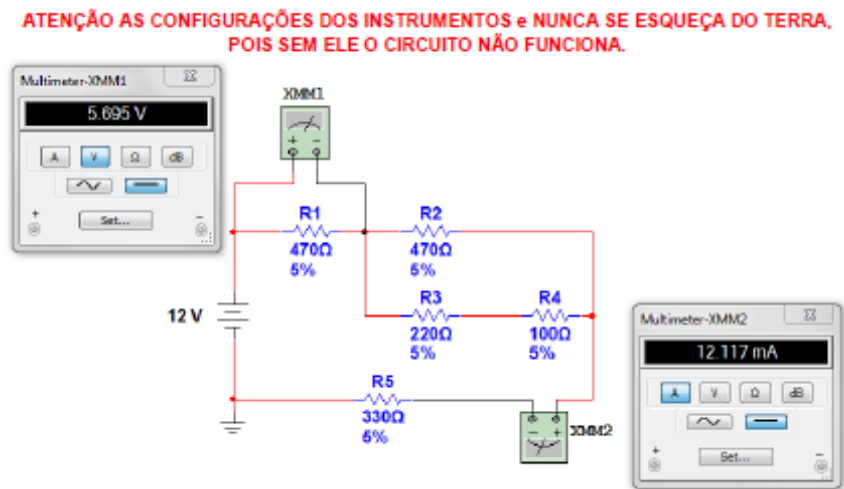 ATENÇÃO AS CONFIGURAÇÕES DOS INSTRUMENTOS e NUNCA SE ESQUEÇA DO TERRA,
POIS SEM ELE O CIRCUITO NÃO FUNCIONA.
Multimeter-XMM1
5.695 V
A V Ω dB
+ Set... -
XMM1
+ -
R1
470Ω
5%
R2
470Ω
5%
R3
220Ω
5%
R4
100Ω
5%
12 V
R5
330Ω
5%
- +
XMM2
Multimeter-XMM2
12.117 mA
A V Ω dB
+ Set... -